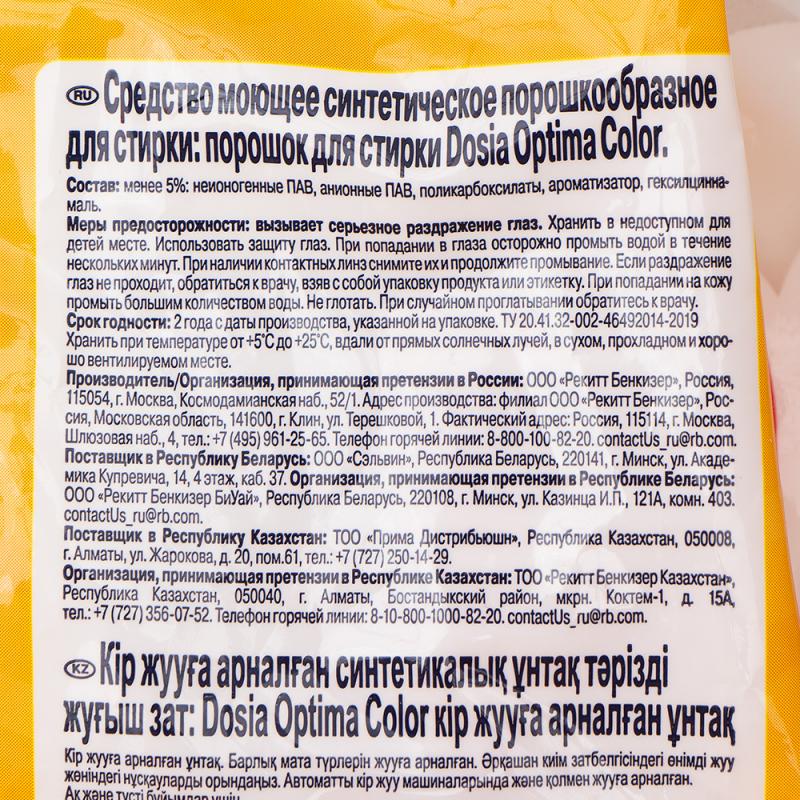 RU Средство моющее синтетическое порошкообразное
для стирки: порошок для стирки Dosia Optima Color.
Состав: менее 5%: неионогенные ПАВ, анионные ПАВ, поликарбоксилаты, ароматизатор, гексилцинна-
маль.
Меры предосторожности: вызывает серьезное раздражение глаз. Хранить в недоступном для
детей месте. Использовать защиту глаз. При попадании в глаза осторожно промыть водой в течение
нескольких минут. При наличии контактных линз снимите их и продолжите промывание. Если раздражение
глаз не проходит, обратиться к врачу, взяв с собой упаковку продукта или этикетку. При попадании на кожу
промыть большим количеством воды. Не глотать. При случайном проглатывании обратитесь к врачу.
Срок годности: 2 года с даты производства, указанной на упаковке. ТУ 20.41.32-002-46492014-2019
Хранить при температуре от +5°С до +25°С, вдали от прямых солнечных лучей, в сухом, прохладном и хоро-
шо вентилируемом месте.
Производитель/Организация, принимающая претензии в России: ООО «Рекитт Бенкизер», Россия,
115054, г. Москва, Космодамианская наб., 52/1. Адрес производства: филиал ООО «Рекитт Бенкизер», Рос-
сия, Московская область, 141600, г. Клин, ул. Терешковой, 1. Фактический адрес: Россия, 115114, г. Москва,
Шлюзовая наб., 4, тел.: +7 (495) 961-25-65. Телефон горячей линии: 8-800-100-82-20. contactUs_ru@rb.com.
Поставщик в Республику Беларусь: ООО «Сэльвин», Республика Беларусь, 220141, г. Минск, ул. Акаде-
мика Купревича, 14, 4 этаж, каб. 37. Организация, принимающая претензии в Республике Беларусь:
ООО «Рекитт Бенкизер БиУай», Республика Беларусь, 220108, г. Минск, ул. Казинца И.П., 121А, комн. 403.
contactUs_ru@rb.com.
Поставщик в Республику Казахстан: ТОО «Прима Дистрибьюшн», Республика Казахстан, 050008,
г. Алматы, ул. Жарокова, д. 20, пом.61, тел.: +7 (727) 250-14-29.
Организация, принимающая претензии в Республике Казахстан: ТОО «Рекитт Бенкизер Казахстан»,
Республика Казахстан, 050040, г. Алматы, Бостандыкский район, мкрн. Коктем-1, д. 15А,
тел.: +7 (727) 356-07-52. Телефон горячей линии: 8-10-800-1000-82-20. contactUs_ru@rb.com.
KZ Кір жууға арналған синтетикалық ұнтақ тәрізді
жуғыш зат: Dosia Optima Color кір жууға арналған ұнтақ
Кір жууға арналған ұнтақ. Барлық мата түрлерін жууға арналған. Әрқашан киім затбелгісіндегі өнімді жуу
жөніндегі нұсқауларды орындаңыз. Автоматты кір жуу машиналарында және қолмен жууға арналған.
Ақ және түсті бұйымдар үшін.